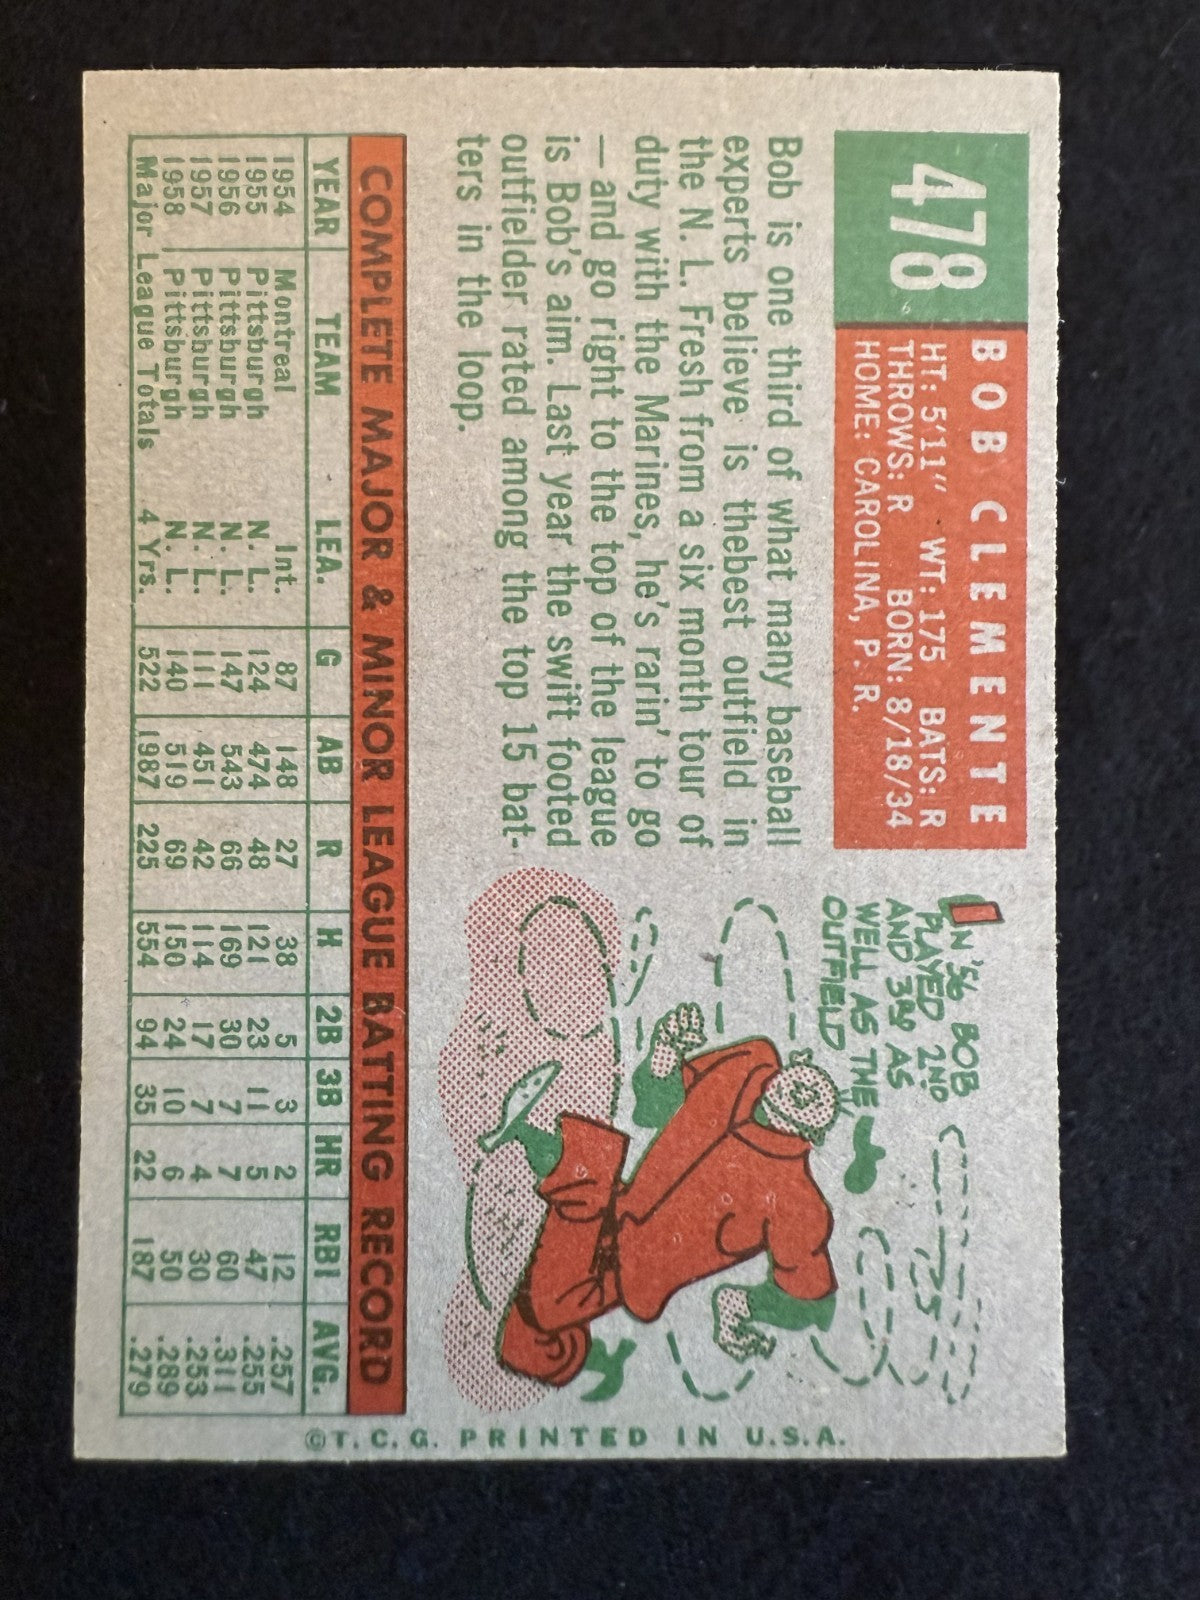 478
BOB CLEMENTE
HT: 5'11" WT: 175 BATS: R
THROWS: R BORN: 8/18/34
HOME: CAROLINA, P. R.
Bob is one third of what many baseball
experts believe is thebest outfield in
the N. L. Fresh from a six month tour of
duty with the Marines, he's rarin' to go
— and go right to the top of the league
is Bob's aim. Last year the swift footed
outfielder rated among the top 15 bat-
ters in the loop.
IN '56 BOB
PLAYED 2ND
AND 3RD AS
WELL AS THE
OUTFIELD
COMPLETE MAJOR & MINOR LEAGUE BATTING RECORD
YEAR TEAM LEA. G AB R H 2B 3B HR RBI AVG.
1954 Montreal Int. 87 148 27 38 5 3 2 12 .257
1955 Pittsburgh N. L. 124 474 48 121 23 11 5 47 .255
1956 Pittsburgh N. L. 147 543 66 169 30 7 7 60 .311
1957 Pittsburgh N. L. 111 451 42 114 17 7 4 30 .253
1958 Pittsburgh N. L. 140 519 69 150 24 10 6 50 .289
Major League Totals 4 Yrs. 522 1987 225 554 94 35 22 187 .279
©T. C. G. PRINTED IN U.S.A.